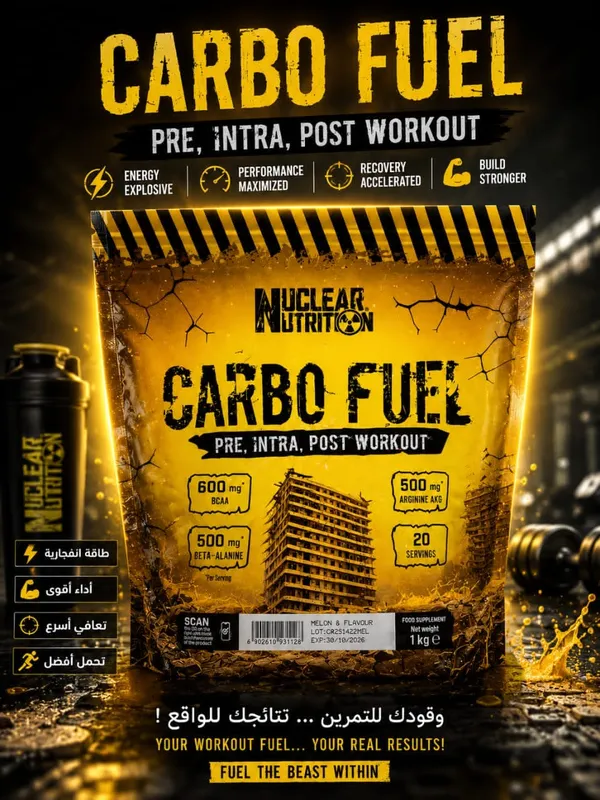 CARBO FUEL
PRE, INTRA, POST WORKOUT
ENERGY
EXPLOSIVE
PERFORMANCE
MAXIMIZED
RECOVERY
ACCELERATED
BUILD
STRONGER
NUCLEAR
NUTRITION
CARBO FUEL
PRE, INTRA, POST WORKOUT
600 mg*
BCAA
500 mg*
ARGININE AKG
500 mg*
BETA-ALANINE
20
SERVINGS
*Per Serving
NUCLEAR
NUTRITION
طاقة انفجارية
أداء أقوى
تعافي أسرع
تحمل أفضل
SCAN
8902610931128
MELON & FLAVOUR
LOT:CR251422MEL
EXP:30/10/2026
FOOD SUPPLEMENT
Net weight
1 kg e
وقودك للتمرين ... نتائجك للواقع !
YOUR WORKOUT FUEL... YOUR REAL RESULTS!
FUEL THE BEAST WITHIN